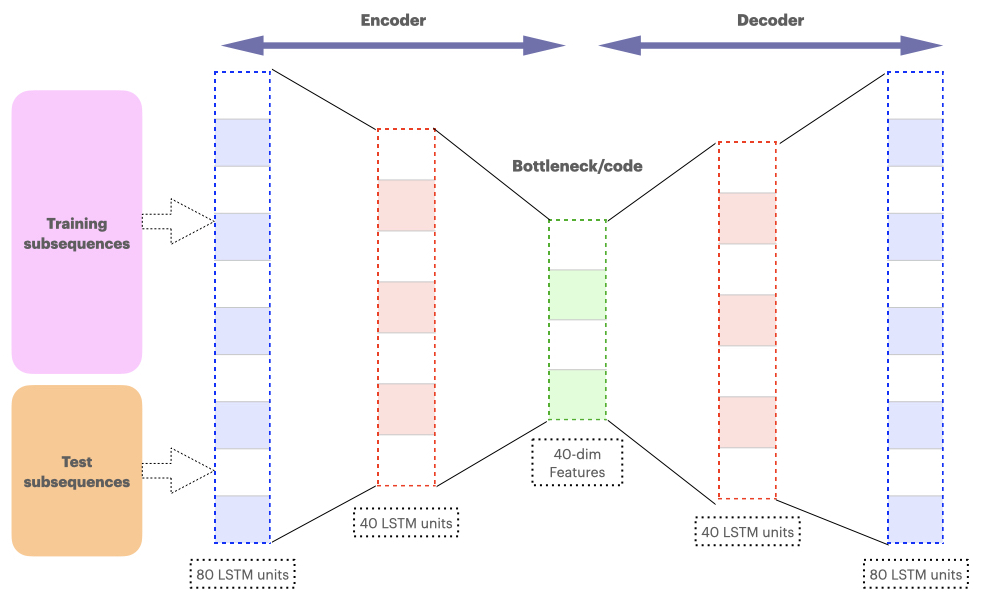 Encoder
Decoder
Bottleneck/code
Training
subsequences
Test
subsequences
40-dim
Features
40 LSTM units
40 LSTM units
80 LSTM units
80 LSTM units